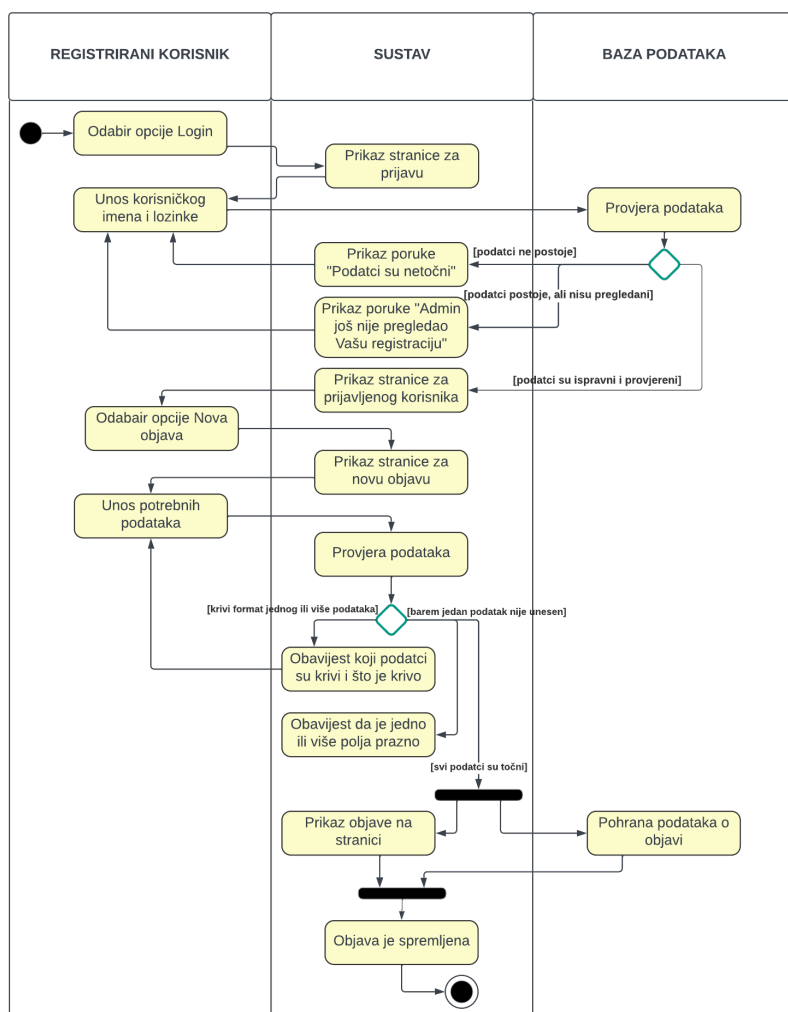 REGISTRIRANI KORISNIK
SUSTAV
BAZA PODATAKA
Odabir opcije Login
Prikaz stranice za
prijavu
Unos korisničkog
imena i lozinke
Provjera podataka
[podatci ne postoje]
Prikaz poruke
"Podatci su netočni"
[podatci postoje, ali nisu pregledani]
Prikaz poruke "Admin
još nije pregledao
Vašu registraciju"
[podatci su ispravni i provjereni]
Prikaz stranice za
prijavljenog korisnika
Odabair opcije Nova
objava
Prikaz stranice za
novu objavu
Unos potrebnih
podataka
Provjera podataka
[krivi format jednog ili više podataka]
[barem jedan podatak nije unesen]
Obavijest koji podatci
su krivi i što je krivo
Obavijest da je jedno
ili više polja prazno
[svi podatci su točni]
Prikaz objave na
stranici
Pohrana podataka o
objavi
Objava je spremljena